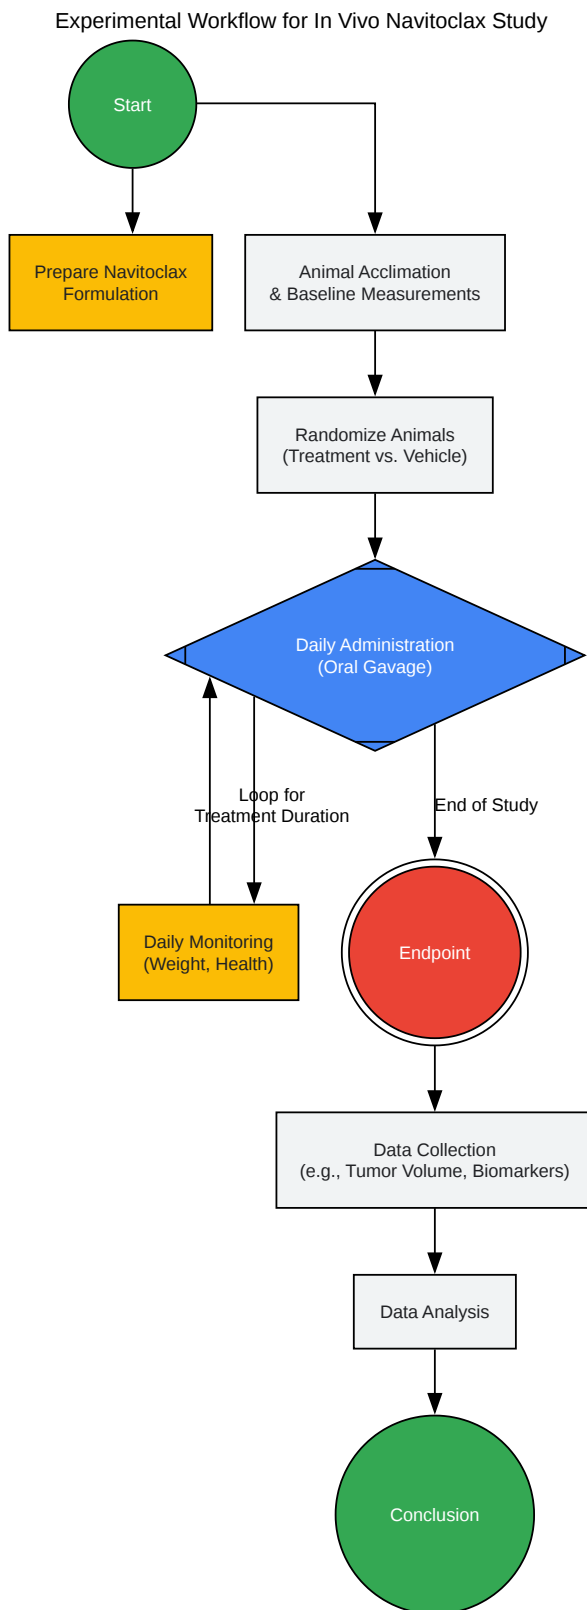 Experimental Workflow for In Vivo Navitoclax Study
Start
Prepare Navitoclax
Formulation
Animal Acclimation
& Baseline Measurements
Randomize Animals
(Treatment vs. Vehicle)
Daily Administration
(Oral Gavage)
Loop for
Treatment Duration
End of Study
Daily Monitoring
(Weight, Health)
Endpoint
Data Collection
(e.g., Tumor Volume, Biomarkers)
Data Analysis
Conclusion